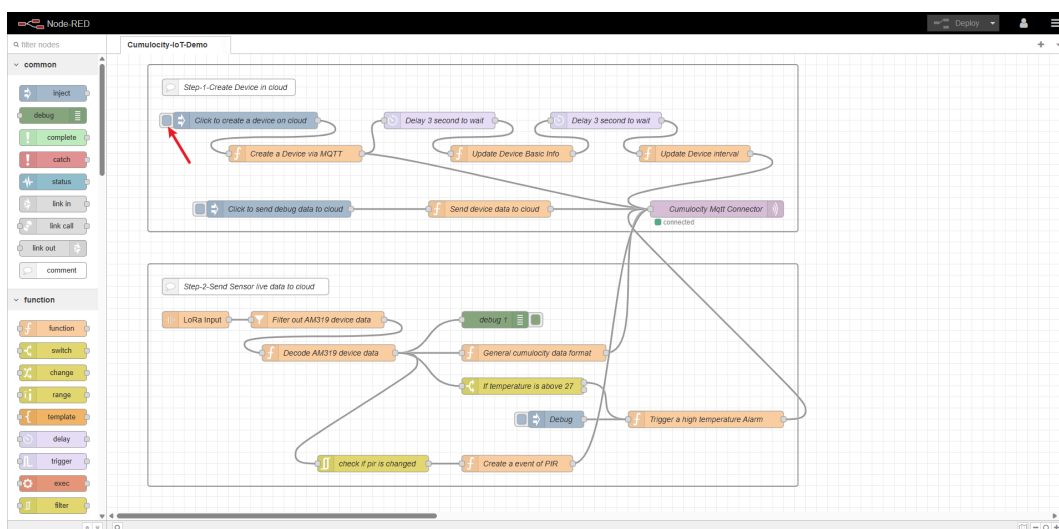 Node-RED
Deploy
filter nodes
Cumulocity-IoT-Demo
common
inject
debug
complete
catch
status
link in
link call
link out
comment
function
function
switch
change
range
template
delay
trigger
exec
filter
Step-1-Create Device in cloud
Click to create a device on cloud
Delay 3 second to wait
Delay 3 second to wait
Create a Device via MQTT
Update Device Basic Info
Update Device interval
Click to send debug data to cloud
Send device data to cloud
Cumulocity Mqtt Connector
connected
Step-2-Send Sensor live data to cloud
LoRa Input
Filter out AM319 device data
debug 1
Decode AM319 device data
General cumulocity data format
If temperature is above 27
Debug
Trigger a high temperature Alarm
check if pir is changed
Create a event of PIR